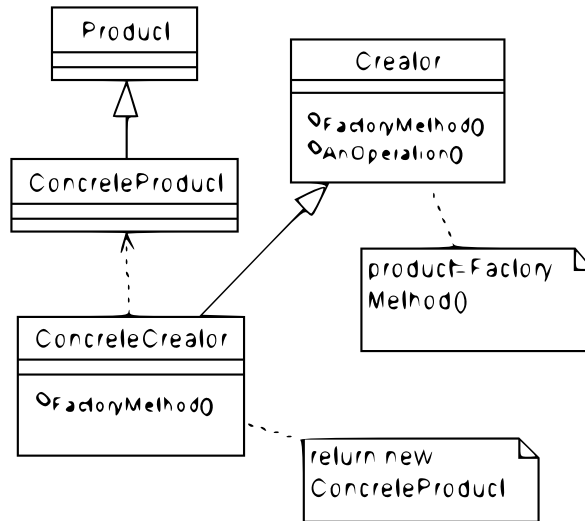 Product
Creator
FactoryMethod()
AnOperation()
ConcreteProduct
product=Factory
Method()
ConcreteCreator
FactoryMethod()
return new
ConcreteProduct